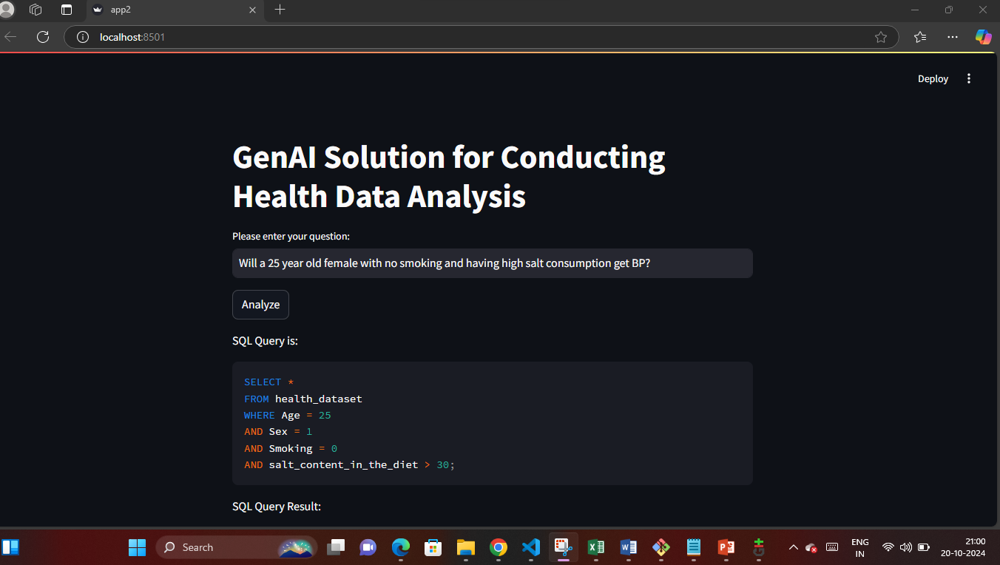 app2
localhost:8501
Deploy
GenAI Solution for Conducting
Health Data Analysis
Please enter your question:
Will a 25 year old female with no smoking and having high salt consumption get BP?
Analyze
SQL Query is:
SELECT *
FROM health_dataset
WHERE Age = 25
AND Sex = 1
AND Smoking = 0
AND salt_content_in_the_diet > 30;
SQL Query Result:
Search
ENG
IN
21:00
20-10-2024